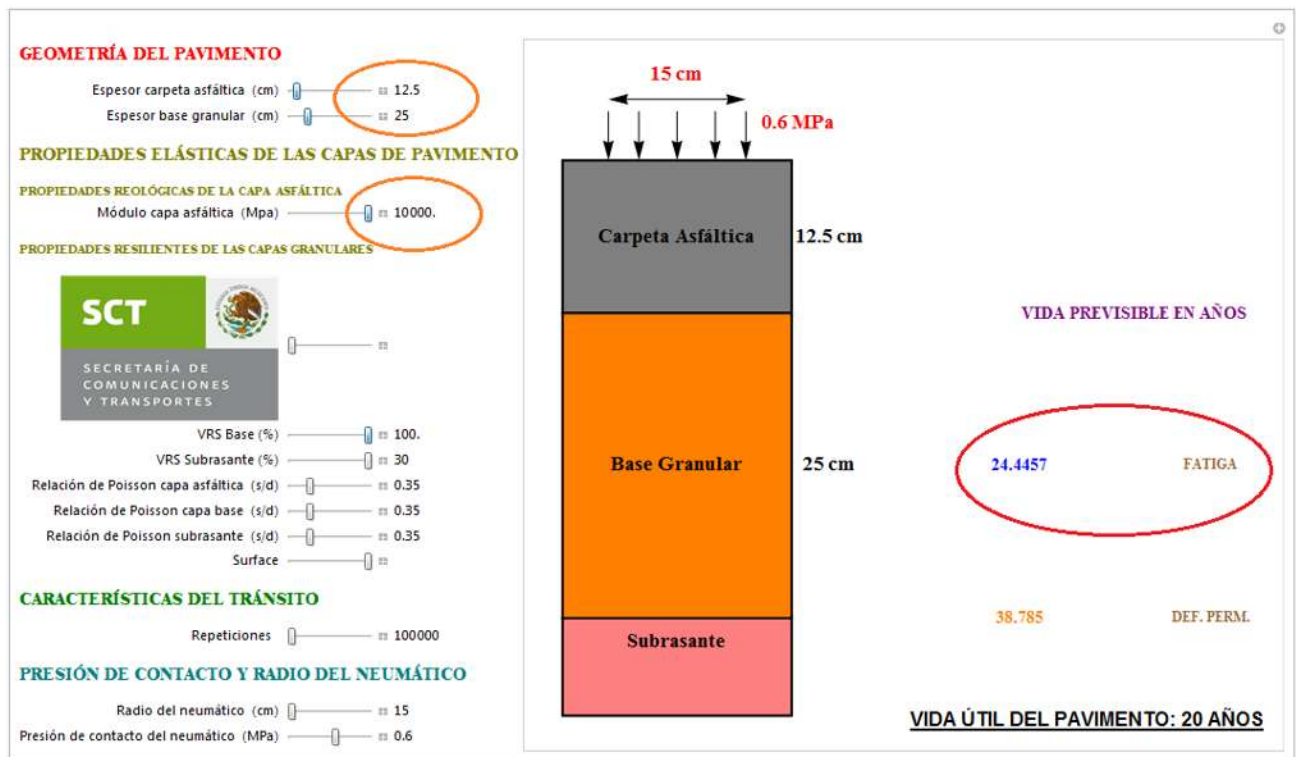 GEOMETRÍA DEL PAVIMENTO
Espesor carpeta asfáltica (cm) 12.5
Espesor base granular (cm) 25
PROPIEDADES ELÁSTICAS DE LAS CAPAS DE PAVIMENTO
PROPIEDADES REOLÓGICAS DE LA CAPA ASFÁLTICA
Módulo capa asfáltica (Mpa) 10000.
PROPIEDADES RESILIENTES DE LAS CAPAS GRANULARES
SCT
SECRETARÍA DE
COMUNICACIONES
Y TRANSPORTES
VRS Base (%) 100.
VRS Subrasante (%) 30
Relación de Poisson capa asfáltica (s/d) 0.35
Relación de Poisson capa base (s/d) 0.35
Relación de Poisson subrasante (s/d) 0.35
Surface
CARACTERÍSTICAS DEL TRÁNSITO
Repeticiones 100000
PRESIÓN DE CONTACTO Y RADIO DEL NEUMÁTICO
Radio del neumático (cm) 15
Presión de contacto del neumático (MPa) 0.6
15 cm
0.6 MPa
Carpeta Asfáltica 12.5 cm
Base Granular 25 cm
Subrasante
VIDA PREVISIBLE EN AÑOS
24.4457 FATIGA
38.785 DEF. PERM.
VIDA ÚTIL DEL PAVIMENTO: 20 AÑOS